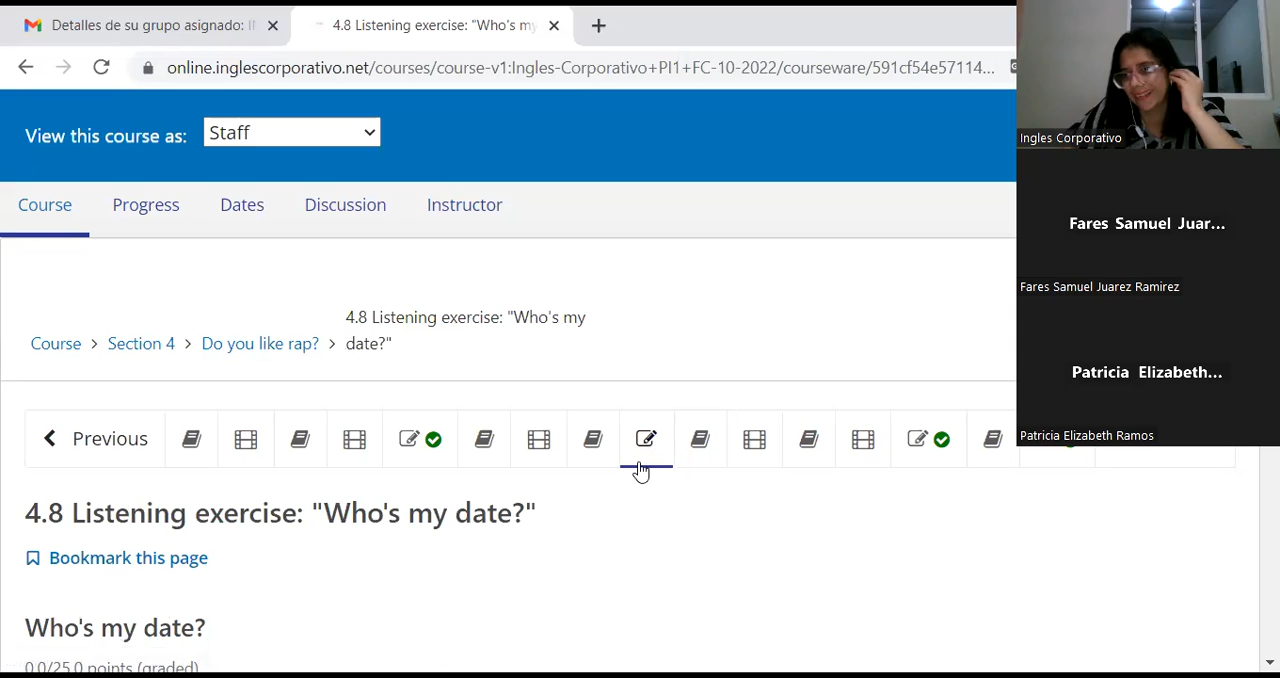 Detalles de su grupo asignado: II
4.8 Listening exercise: "Who's my
online.inglescorporativo.net/courses/course-v1:Ingles-Corporativo+PI1+FC-10-2022/courseware/591cf54e57114...
View this course as: Staff
Ingles Corporativo
Course Progress Dates Discussion Instructor
Fares Samuel Juar...
Fares Samuel Juarez Ramirez
4.8 Listening exercise: "Who's my
Course > Section 4 > Do you like rap? > date?"
Patricia Elizabeth...
Patricia Elizabeth Ramos
Previous
4.8 Listening exercise: "Who's my date?"
Bookmark this page
Who's my date?
0.0/25.0 points (graded)